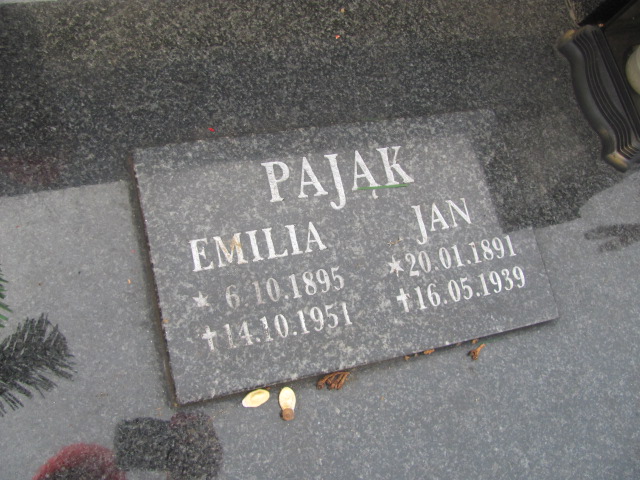 PAJAK
EMILIA
* 6 10.1895
†14.10.1951
JAN
*20.01.1891
†16.05.1939